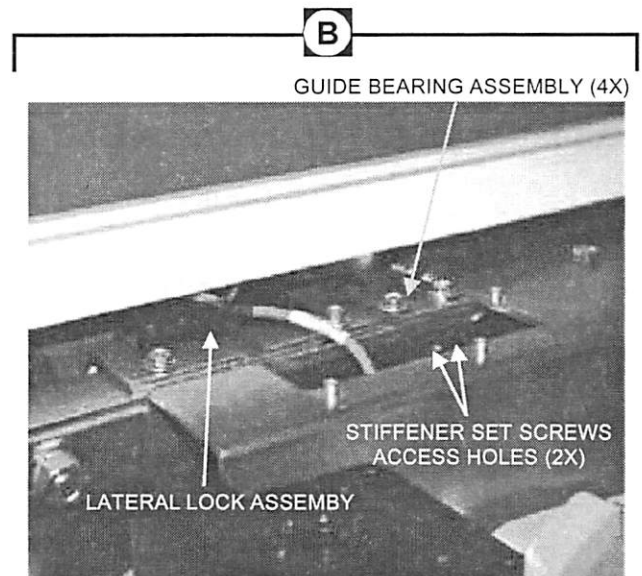 B
GUIDE BEARING ASSEMBLY (4X)
STIFFENER SET SCREWS
ACCESS HOLES (2X)
LATERAL LOCK ASSEMBY